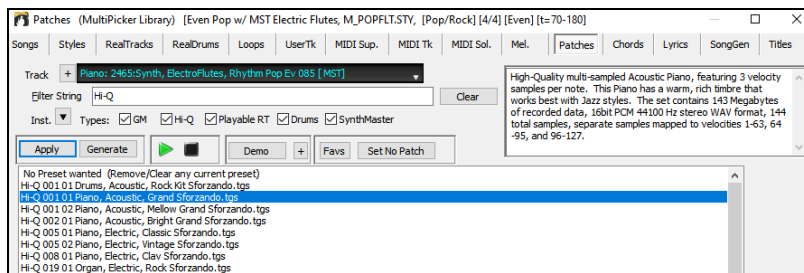 Patches (MultiPicker Library) [Even Pop w/ MST Electric Flutes, M_POPFLT.STY, [Pop/Rock] [4/4] [Even] [t=70-180]
Songs Styles RealTracks RealDrums Loops UserTk MIDI Sup. MIDI Tk MIDI Sol. Mel. Patches Chords Lyrics SongGen Titles
Track + Piano: 2465:Synth, ElectroFlutes, Rhythm Pop Ev 085 [ MST]
Filter String Hi-Q Clear
Inst. Types: GM Hi-Q Playable RT Drums SynthMaster
Apply Generate Demo + Favs Set No Patch
High-Quality multi-sampled Acoustic Piano, featuring 3 velocity
samples per note. This Piano has a warm, rich timbre that
works best with Jazz styles. The set contains 143 Megabytes
of recorded data, 16bit PCM 44100 Hz stereo WAV format, 144
total samples, separate samples mapped to velocities 1-63, 64
-95, and 96-127.
No Preset wanted (Remove/Clear any current preset)
Hi-Q 001 01 Drums, Acoustic, Rock Kit Sforzando.tgs
Hi-Q 001 01 Piano, Acoustic, Grand Sforzando.tgs
Hi-Q 001 02 Piano, Acoustic, Mellow Grand Sforzando.tgs
Hi-Q 002 01 Piano, Acoustic, Bright Grand Sforzando.tgs
Hi-Q 005 01 Piano, Electric, Classic Sforzando.tgs
Hi-Q 005 02 Piano, Electric, Vintage Sforzando.tgs
Hi-Q 008 01 Piano, Electric, Clav Sforzando.tgs
Hi-Q 019 01 Organ, Electric, Rock Sforzando.tgs